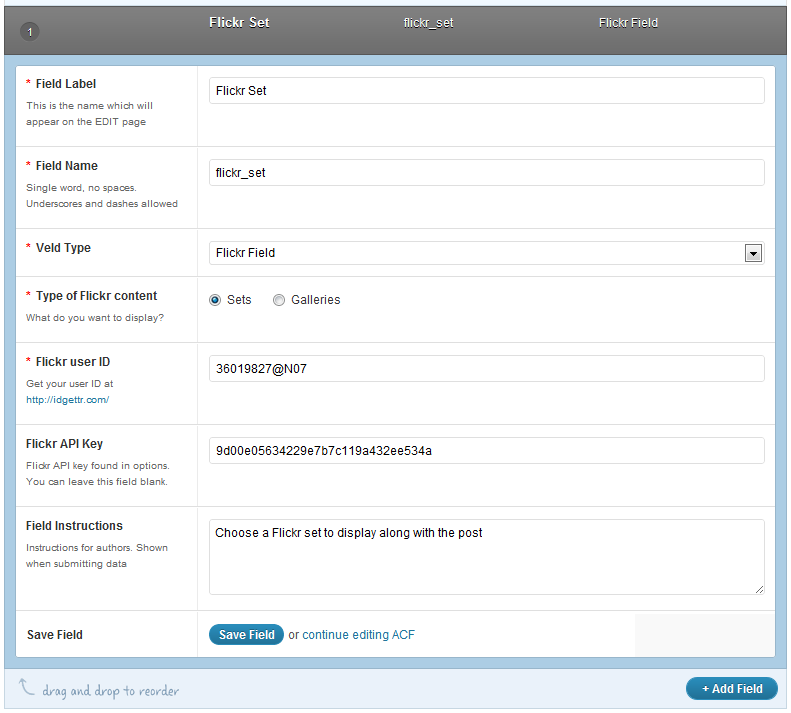 1 Flickr Set flickr_set Flickr Field
* Field Label
This is the name which will
appear on the EDIT page
Flickr Set
* Field Name
Single word, no spaces.
Underscores and dashes allowed
flickr_set
* Veld Type
Flickr Field
* Type of Flickr content
What do you want to display?
Sets Galleries
* Flickr user ID
Get your user ID at
http://idgettr.com/
36019827@N07
Flickr API Key
Flickr API key found in options.
You can leave this field blank.
9d00e05634229e7b7c119a432ee534a
Field Instructions
Instructions for authors. Shown
when submitting data
Choose a Flickr set to display along with the post
Save Field
Save Field or continue editing ACF
drag and drop to reorder
+ Add Field